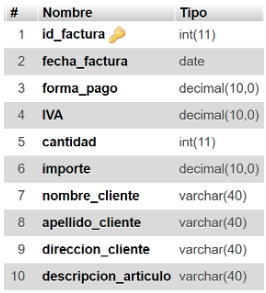 # Nombre Tipo
1 id_factura int(11)
2 fecha_factura date
3 forma_pago decimal(10,0)
4 IVA decimal(10,0)
5 cantidad int(11)
6 importe decimal(10,0)
7 nombre_cliente varchar(40)
8 apellido_cliente varchar(40)
9 direccion_cliente varchar(40)
10 descripcion_articulo varchar(40)